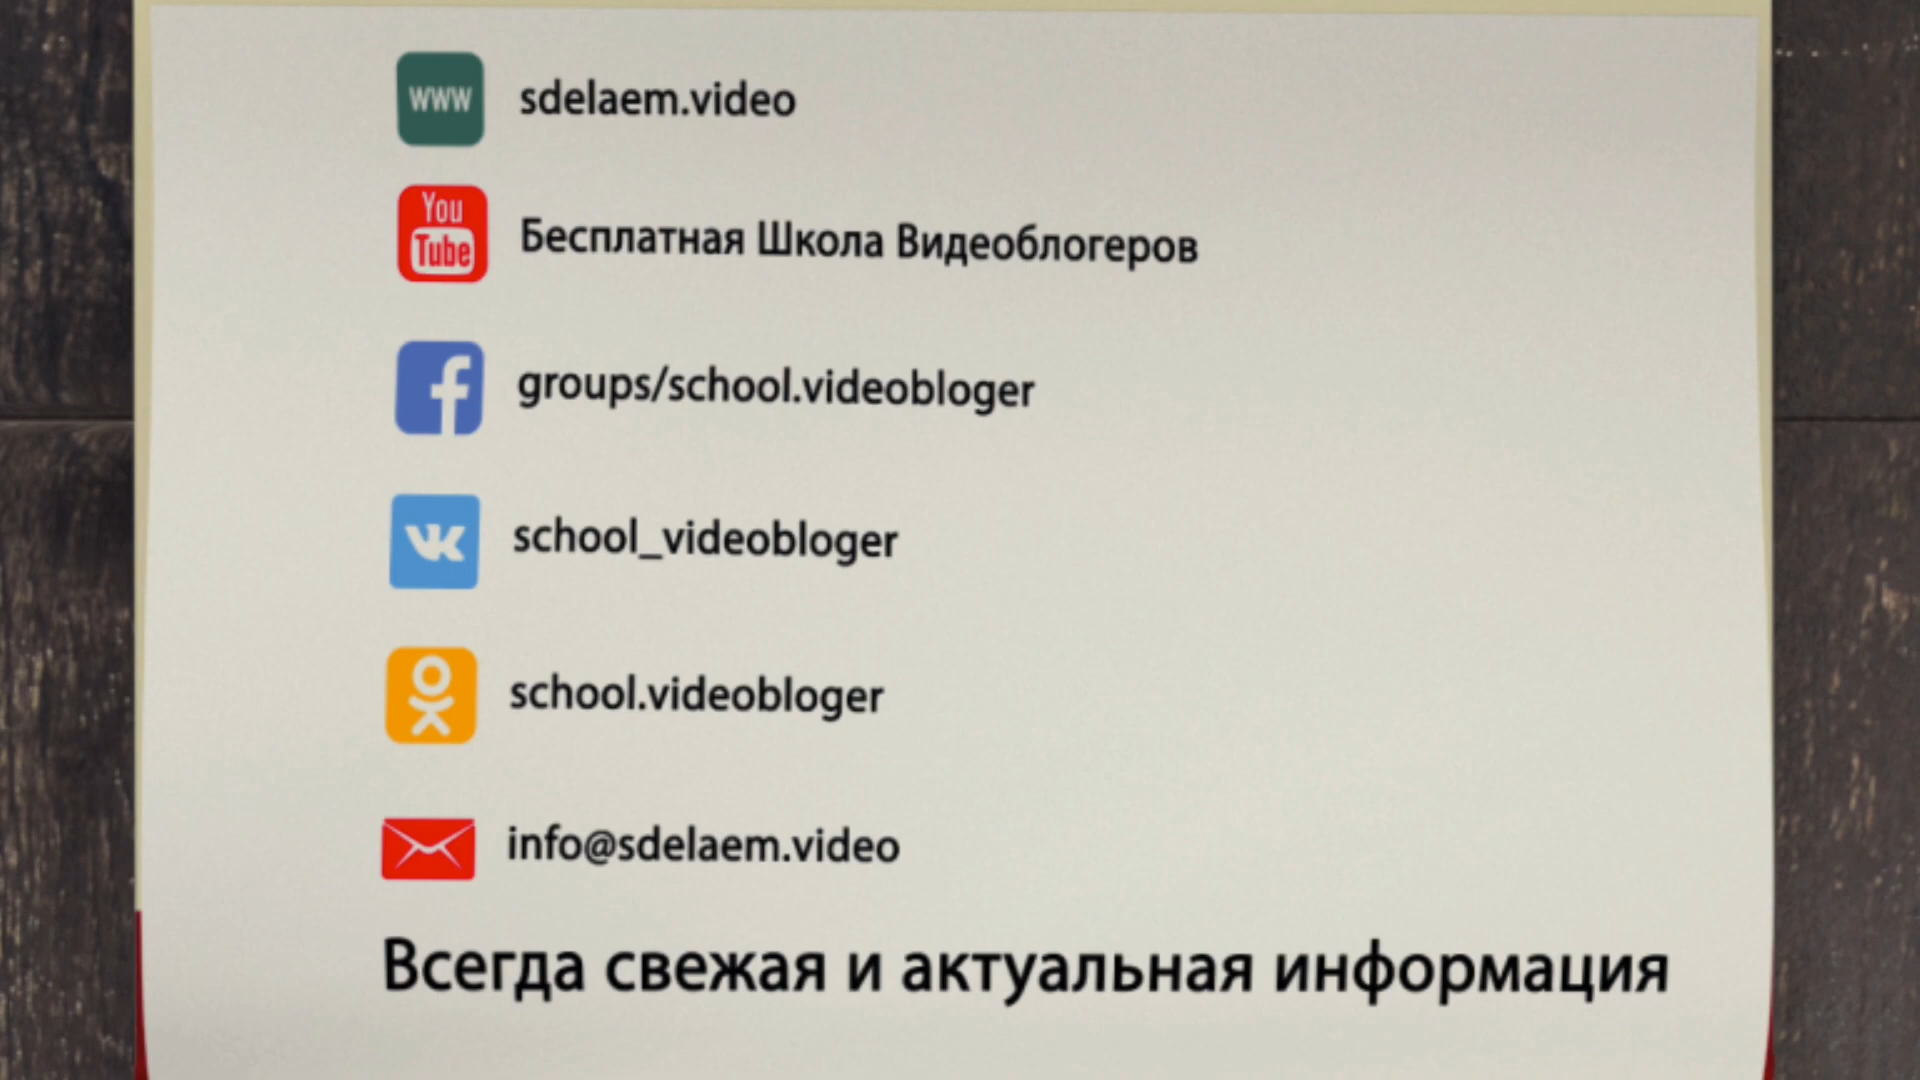 www sdelaem.video
You Tube Бесплатная Школа Видеоблогеров
f groups/school.videobloger
school_videobloger
school.videobloger
info@sdelaem.video
Всегда свежая и актуальная информация